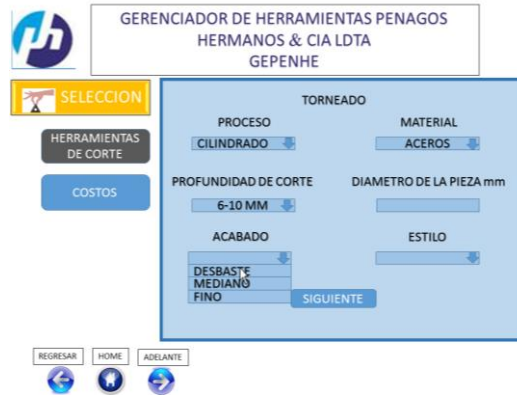 GERENCIADOR DE HERRAMIENTAS PENAGOS
HERMANOS & CIA LDTA
GEPENHE
SELECCION
HERRAMIENTAS
DE CORTE
COSTOS
TORNEADO
PROCESO
MATERIAL
CILINDRADO
ACEROS
PROFUNDIDAD DE CORTE
DIAMETRO DE LA PIEZA mm
6-10 MM
ACABADO
ESTILO
DESBASTE
MEDIANO
FINO
SIGUIENTE
REGRESAR
HOME
ADELANTE